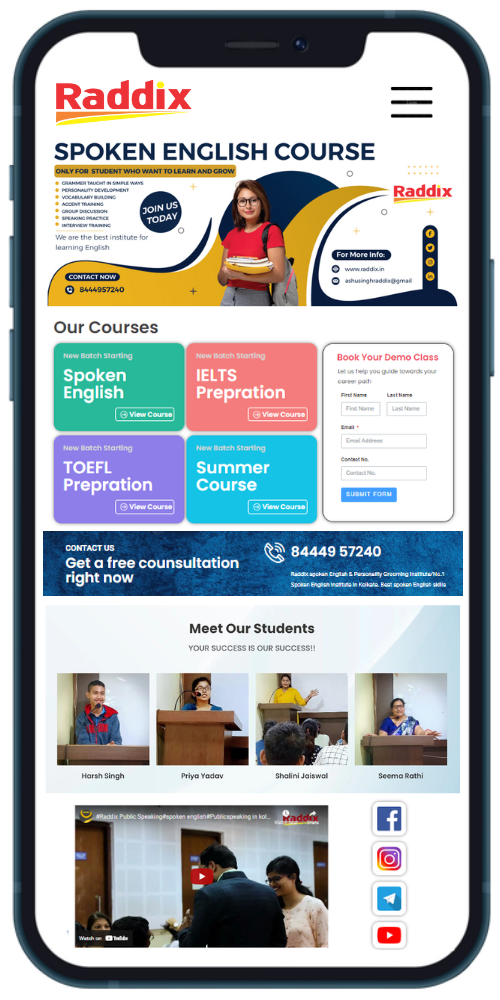 Raddix
SPOKEN ENGLISH COURSE
ONLY FOR STUDENT WHO WANT TO LEARN AND GROW
GRAMMER TAUGHT IN SIMPLE WAYS
PERSONALITY DEVELOPMENT
VOCABULARY BUILDING
ACCENT TRAINING
GROUP DISCUSSION
SPEAKING PRACTICE
INTERVIEW TRAINING
JOIN US
TODAY
We are the best institute for
learning English
CONTACT NOW
8444957240
Raddix
For More Info:
www.raddix.in
ashusinghraddix@gmail
Our Courses
New Batch Starting
Spoken
English
View Course
New Batch Starting
IELTS
Prepration
View Course
New Batch Starting
TOEFL
Prepration
View Course
New Batch Starting
Summer
Course
View Course
Book Your Demo Class
Let us help you guide towards your
career path
First Name
Last Name
First Name
Last Name
Email *
Email Address
Contact No.
Contact No.
SUBMIT FORM
CONTACT US
Get a free counsultation
right now
84449 57240
Raddix spoken English & Personality Grooming Institute/No.1
Spoken English Institute in Kolkata. Best spoken English skills
Meet Our Students
YOUR SUCCESS IS OUR SUCCESS!!
Harsh Singh
Priya Yadav
Shalini Jaiswal
Seema Rathi
#Raddix Public Speaking#spoken english#Publicspeaking in kol...
Raddix
Watch on YouTube